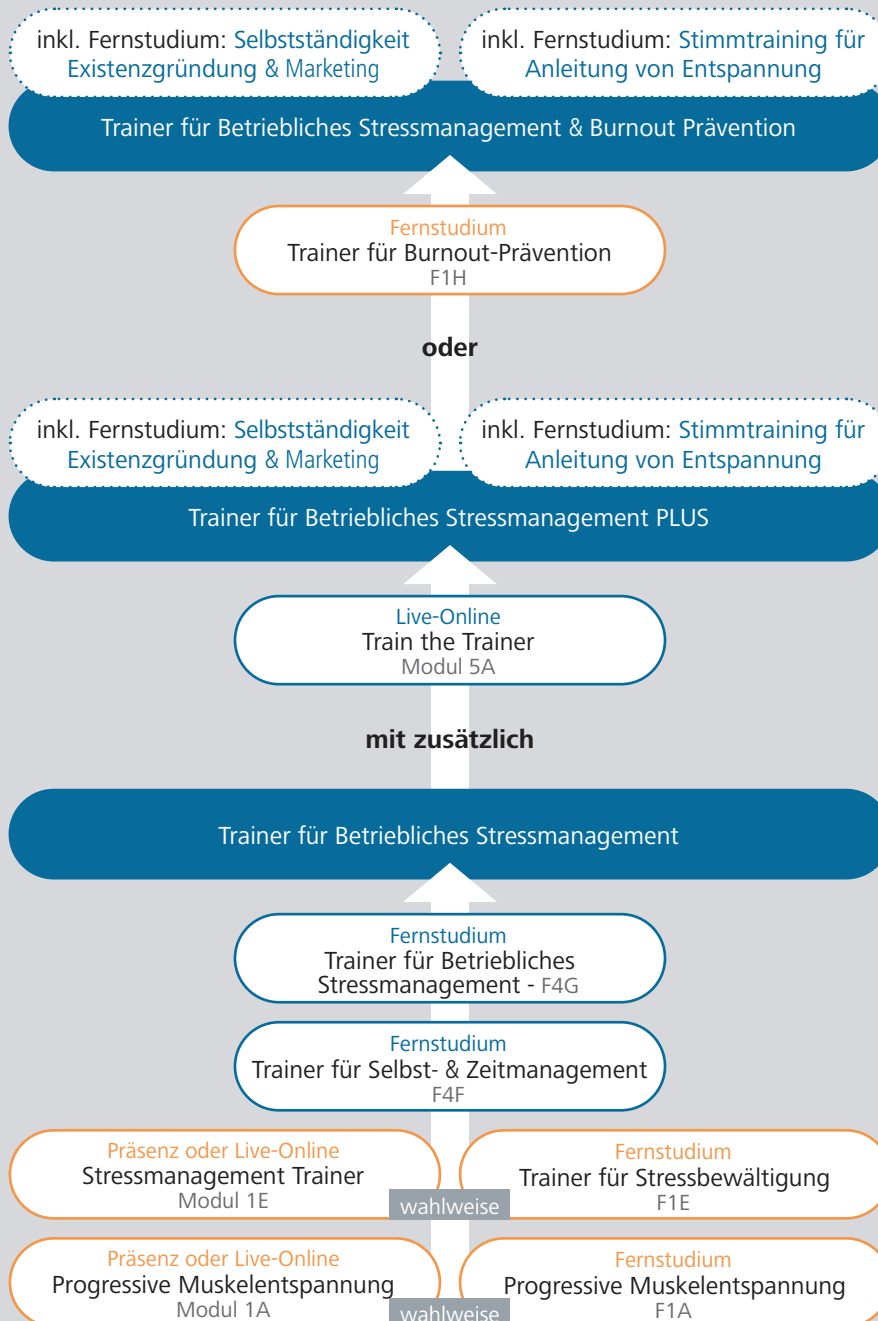 inkl. Fernstudium: Selbstständigkeit
Existenzgründung & Marketing
inkl. Fernstudium: Stimmtraining für
Anleitung von Entspannung
Trainer für Betriebliches Stressmanagement & Burnout Prävention
Fernstudium
Trainer für Burnout-Prävention
F1H
oder
inkl. Fernstudium: Selbstständigkeit
Existenzgründung & Marketing
inkl. Fernstudium: Stimmtraining für
Anleitung von Entspannung
Trainer für Betriebliches Stressmanagement PLUS
Live-Online
Train the Trainer
Modul 5A
mit zusätzlich
Trainer für Betriebliches Stressmanagement
Fernstudium
Trainer für Betriebliches
Stressmanagement - F4G
Fernstudium
Trainer für Selbst- & Zeitmanagement
F4F
Präsenz oder Live-Online
Stressmanagement Trainer
Modul 1E
wahlweise
Fernstudium
Trainer für Stressbewältigung
F1E
Präsenz oder Live-Online
Progressive Muskelentspannung
Modul 1A
wahlweise
Fernstudium
Progressive Muskelentspannung
F1A